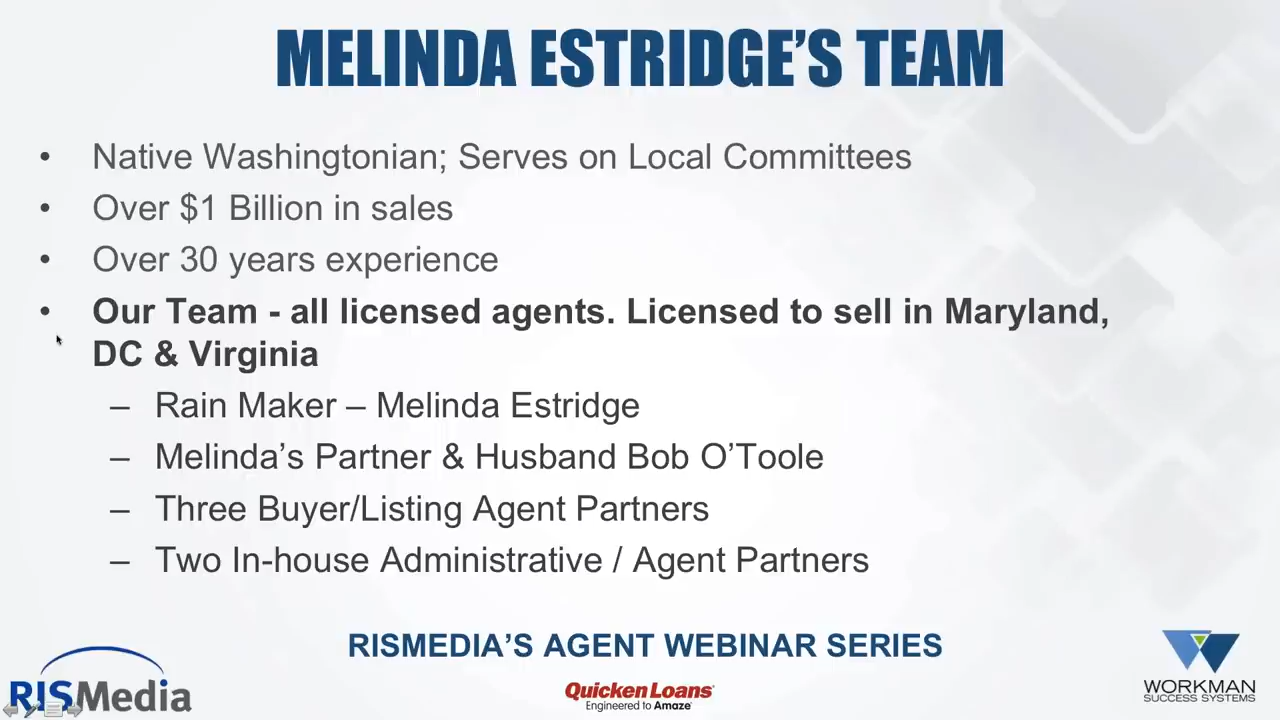 MELINDA ESTRIDGE’S TEAM
• Native Washingtonian; Serves on Local Committees
• Over $1 Billion in sales
• Over 30 years experience
• Our Team - all licensed agents. Licensed to sell in Maryland,
DC & Virginia
– Rain Maker – Melinda Estridge
– Melinda’s Partner & Husband Bob O’Toole
– Three Buyer/Listing Agent Partners
– Two In-house Administrative / Agent Partners
RISMEDIA’S AGENT WEBINAR SERIES
RISMedia
Quicken Loans
Engineered to Amaze
WORKMAN
SUCCESS SYSTEMS